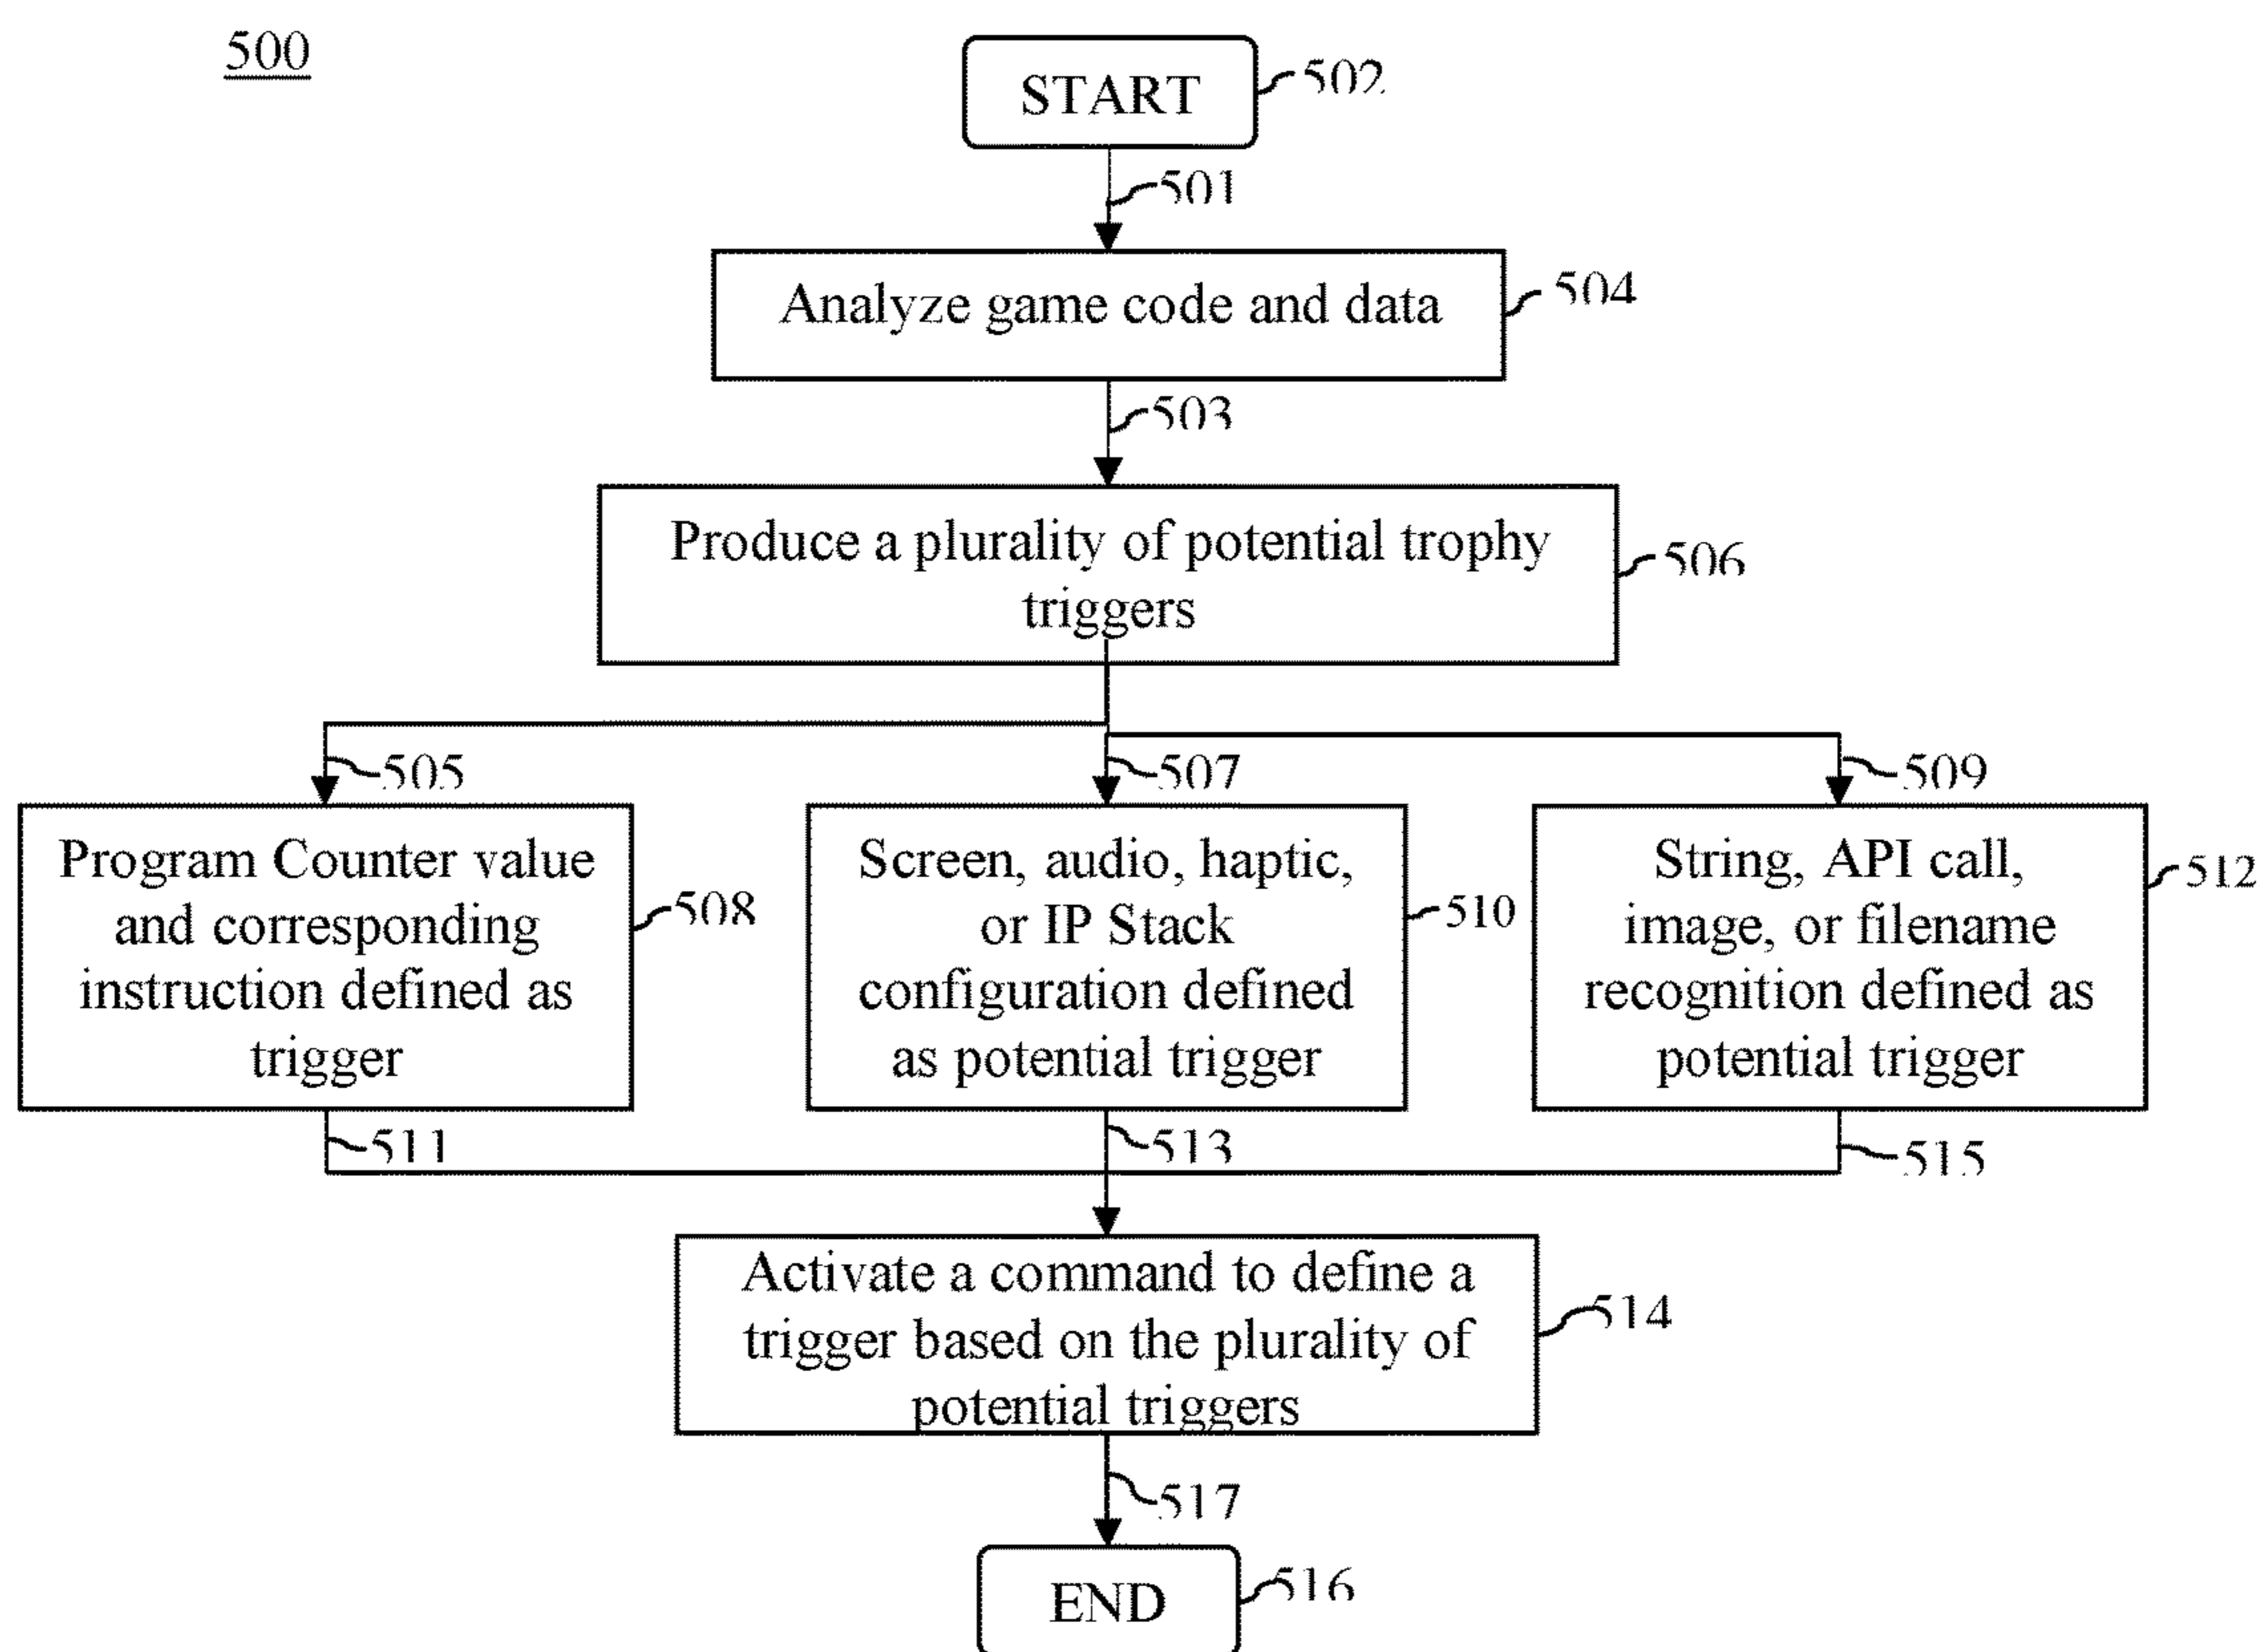 500
START
502
501
Analyze game code and data
504
503
Produce a plurality of potential trophy
triggers
506
505
507
509
Program Counter value
and corresponding
instruction defined as
trigger
508
Screen, audio, haptic,
or IP Stack
configuration defined
as potential trigger
510
String, API call,
image, or filename
recognition defined as
potential trigger
512
511
513
515
Activate a command to define a
trigger based on the plurality of
potential triggers
514
517
END
516